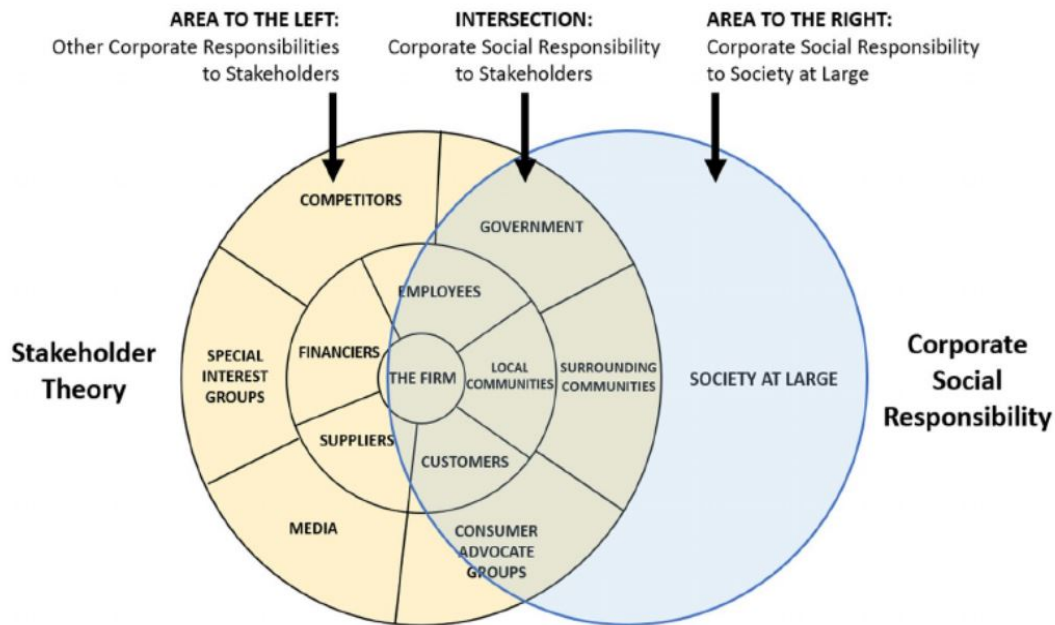 AREA TO THE LEFT:
Other Corporate Responsibilities
to Stakeholders
INTERSECTION:
Corporate Social Responsibility
to Stakeholders
AREA TO THE RIGHT:
Corporate Social Responsibility
to Society at Large
Stakeholder
Theory
COMPETITORS
GOVERNMENT
EMPLOYEES
SPECIAL
INTEREST
GROUPS
FINANCIERS
THE FIRM
LOCAL
COMMUNITIES
SURROUNDING
COMMUNITIES
SOCIETY AT LARGE
SUPPLIERS
CUSTOMERS
MEDIA
CONSUMER
ADVOCATE
GROUPS
Corporate
Social
Responsibility